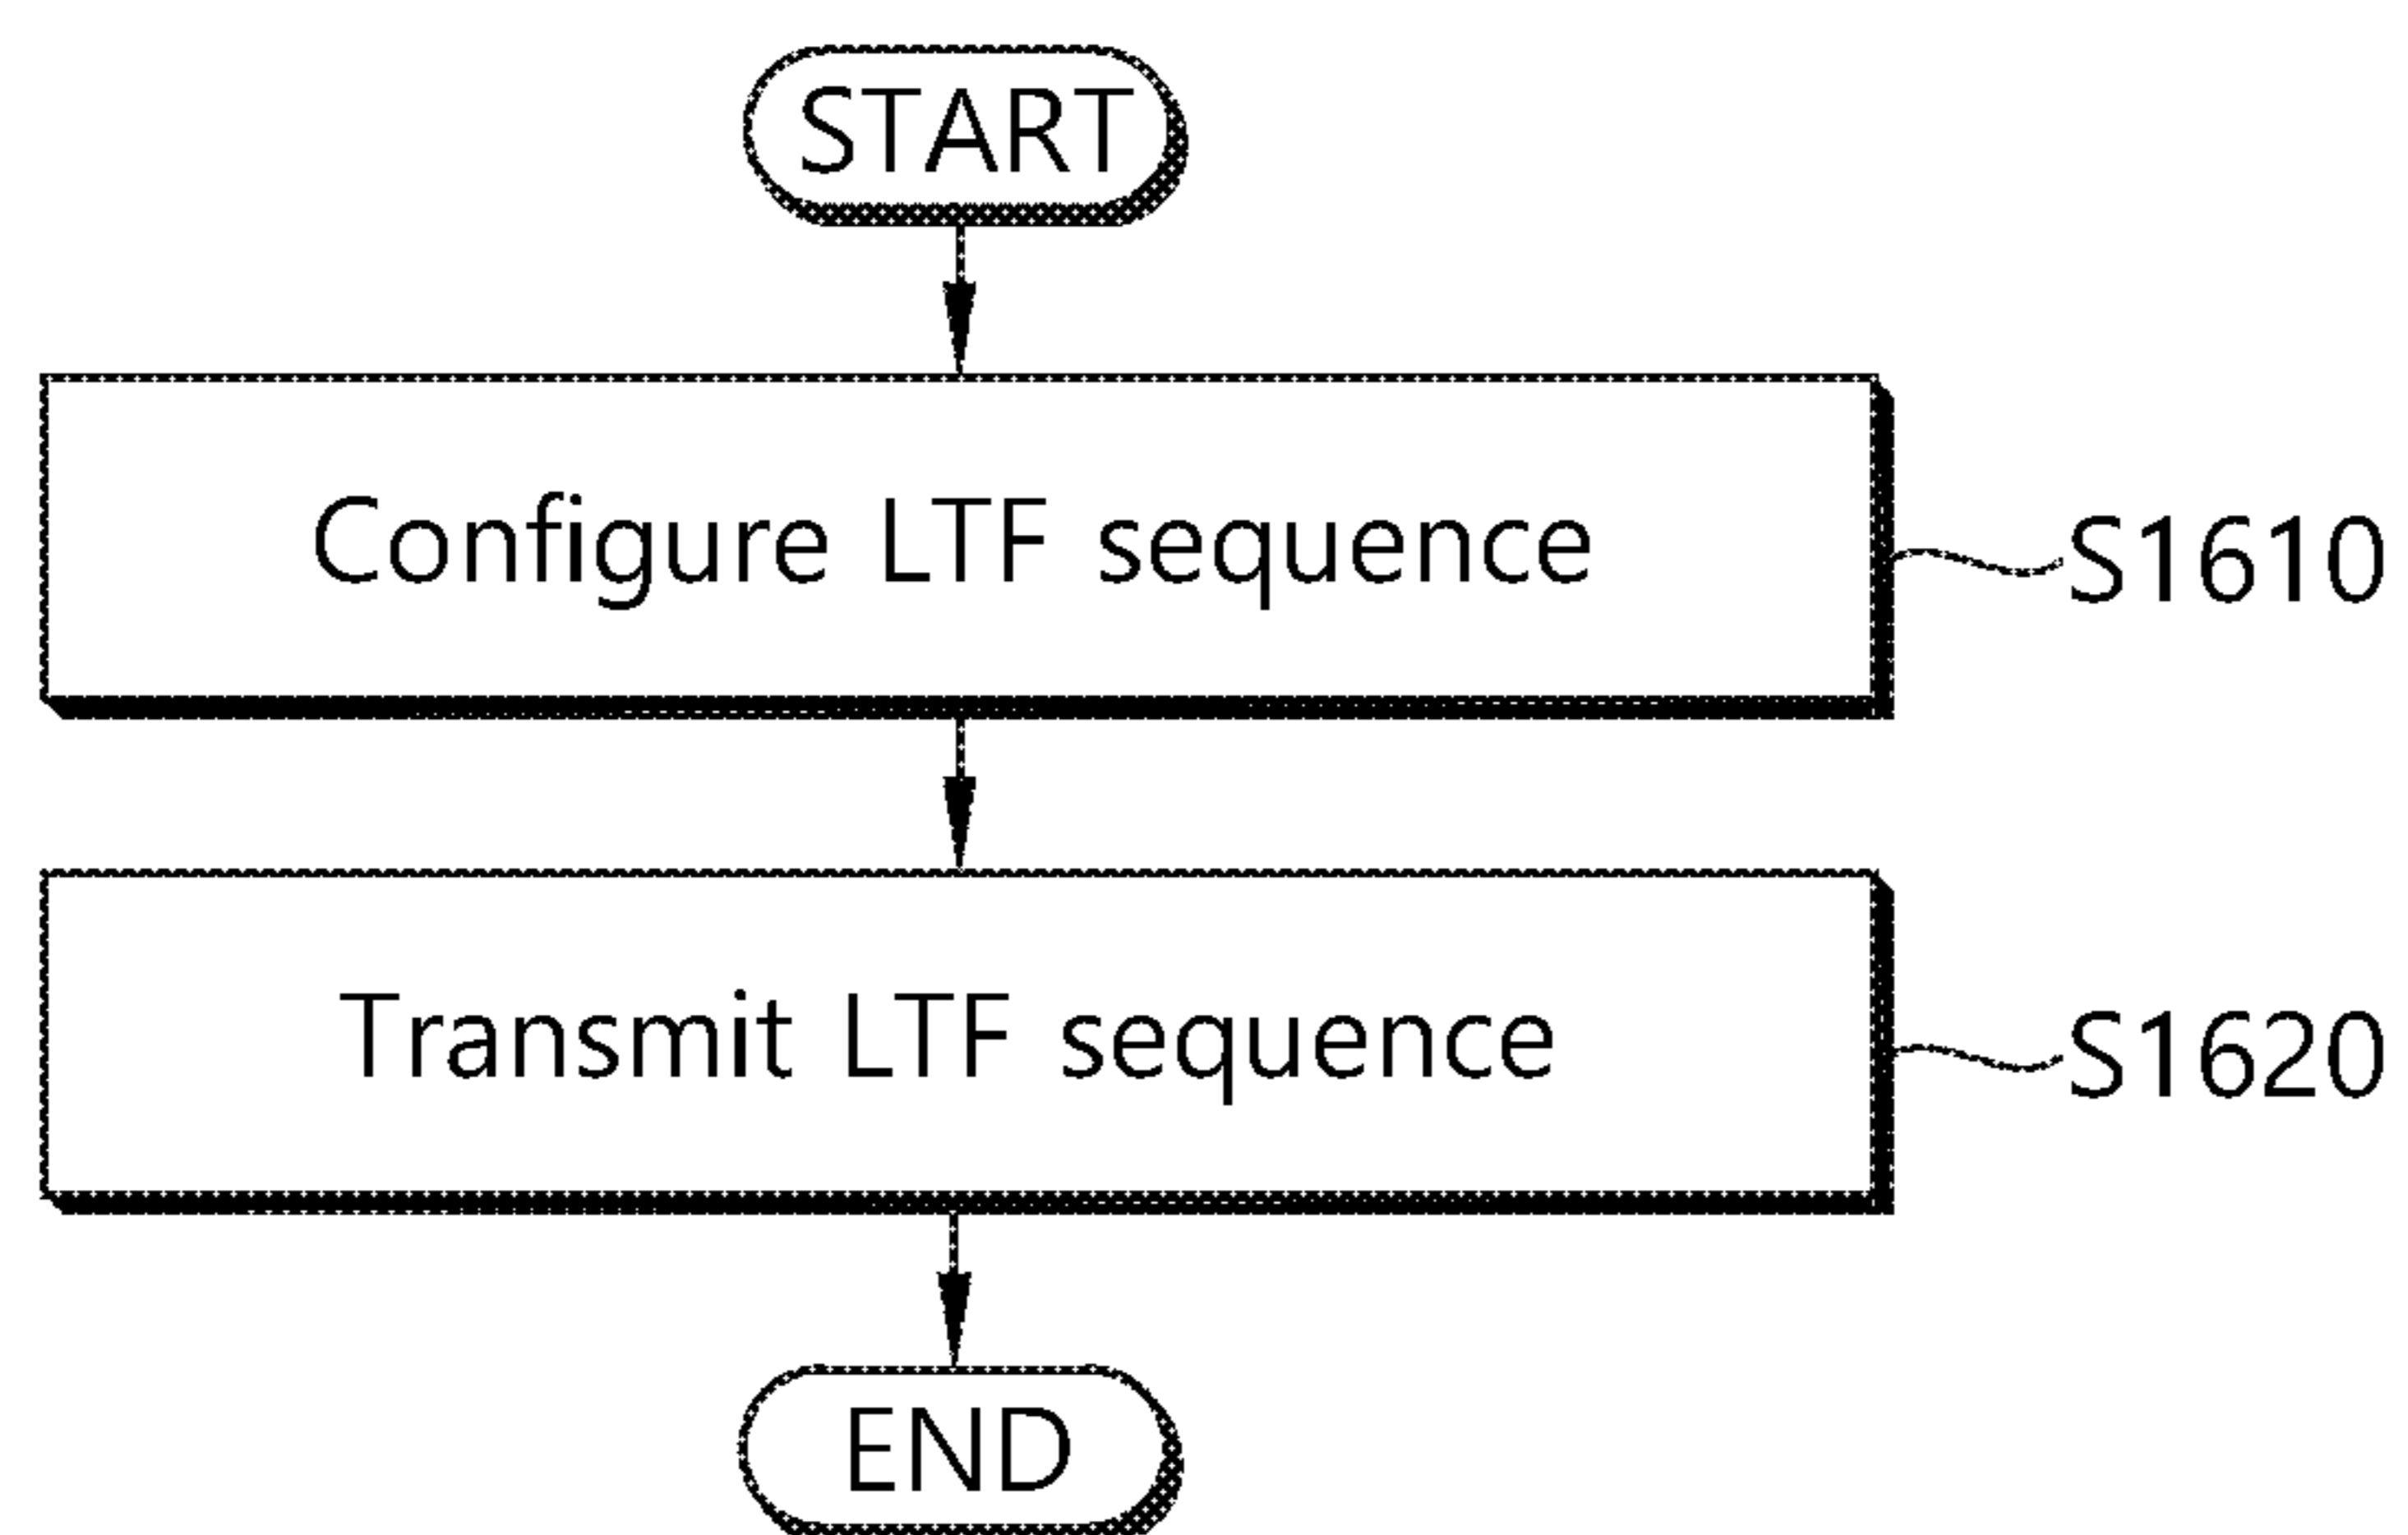 START
Configure LTF sequence
S1610
Transmit LTF sequence
S1620
END